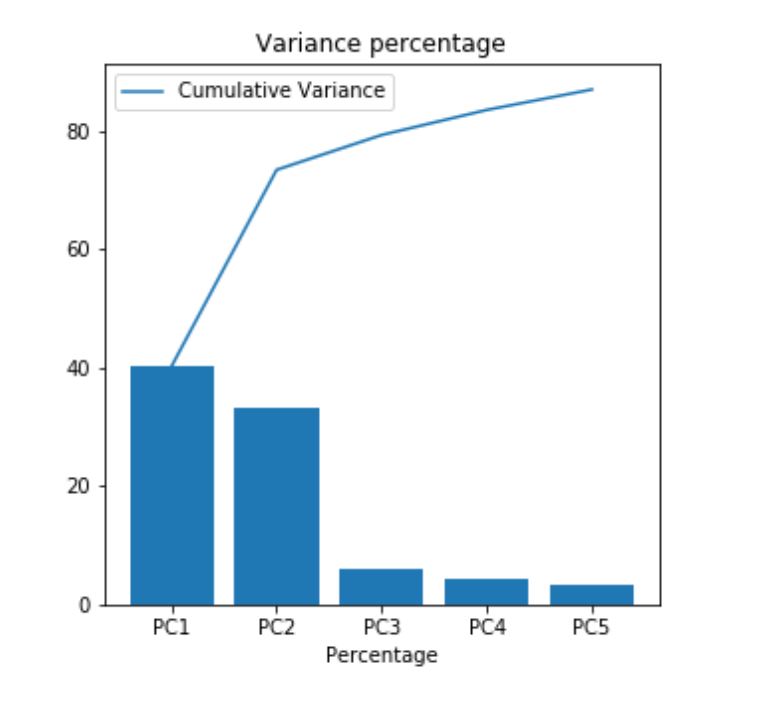 Variance percentage
Cumulative Variance
80
60
40
20
0
PC1 PC2 PC3 PC4 PC5
Percentage